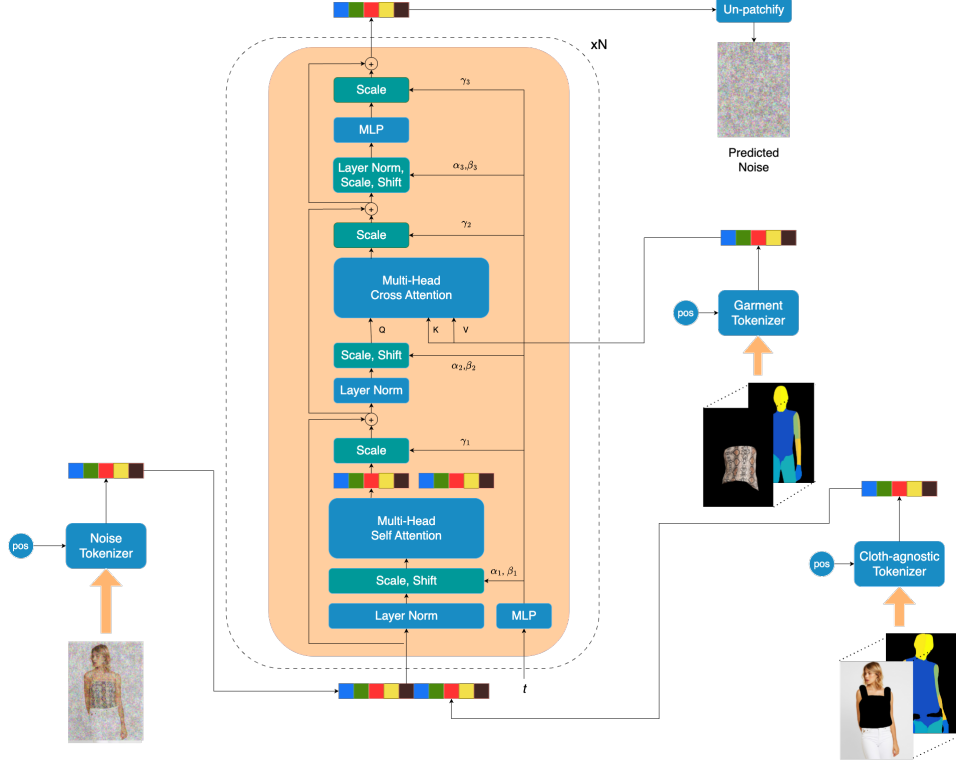 Un-patchify
xN
γ3
Scale
MLP
Predicted
Noise
Layer Norm,
Scale, Shift
α3,β3
γ2
Scale
Multi-Head
Cross Attention
Garment
Tokenizer
pos
Q
K
V
Scale, Shift
α2,β2
Layer Norm
γ1
Scale
Multi-Head
Self Attention
Noise
Tokenizer
pos
Cloth-agnostic
Tokenizer
pos
Scale, Shift
α1, β1
Layer Norm
MLP
t
+
+
+